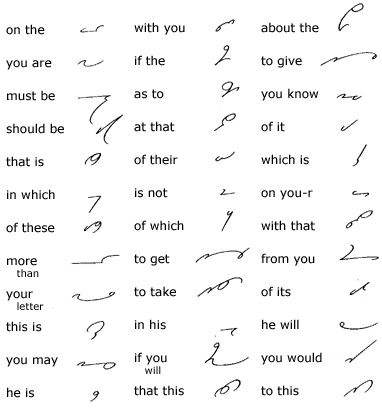 on the with you about the
you are if the to give
must be as to you know
should be at that of it
that is of their which is
in which is not on you-r
of these of which with that
more than to get from you
your letter to take of its
this is in his he will
you may if you will you would
he is that this to this